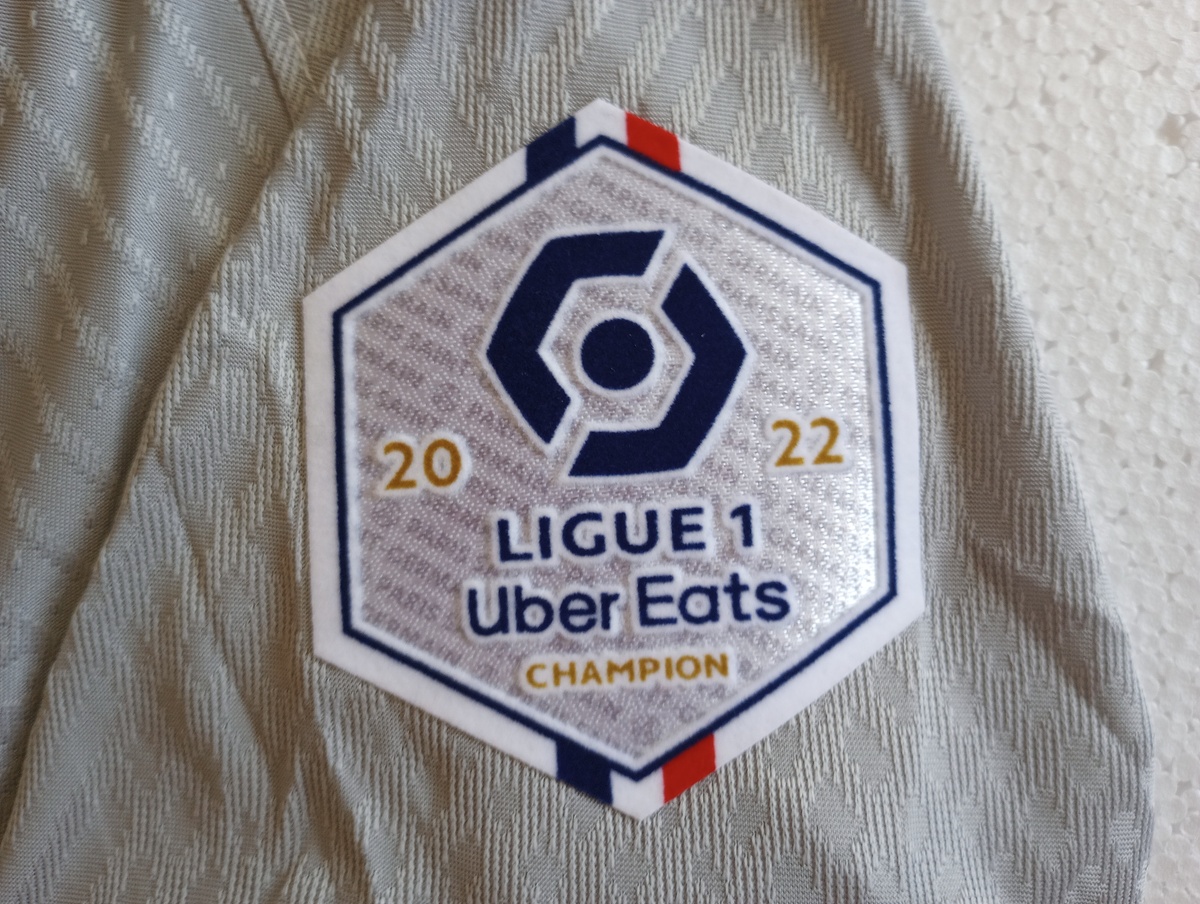 20 22
LIGUE 1
Uber Eats
CHAMPION